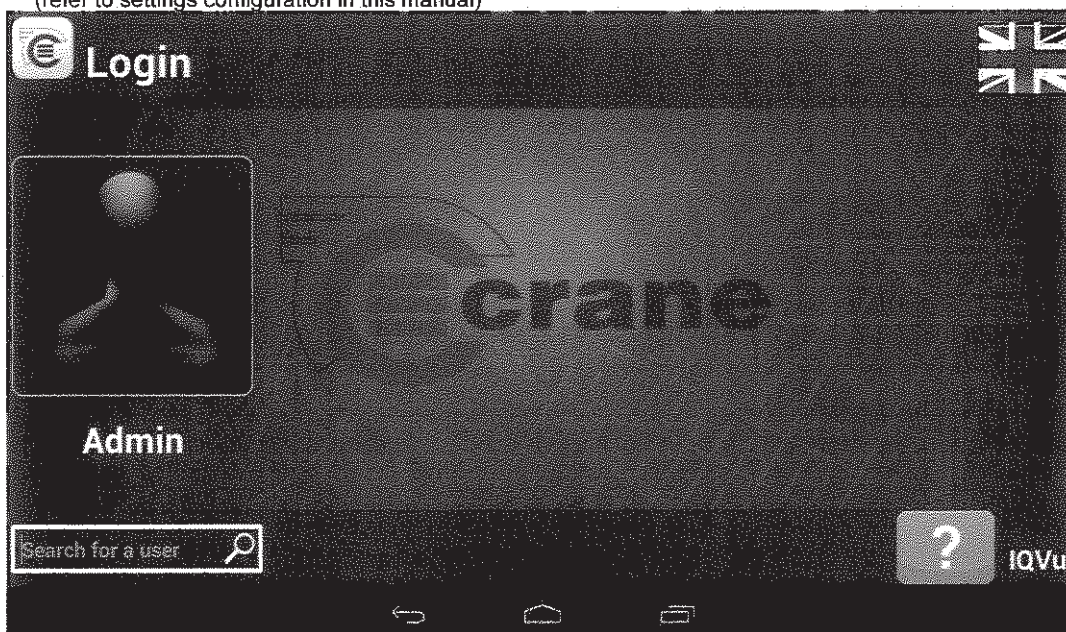 (refer to settings configuration in this manual)
Login
crane
Admin
Search for a user
?
IQVu